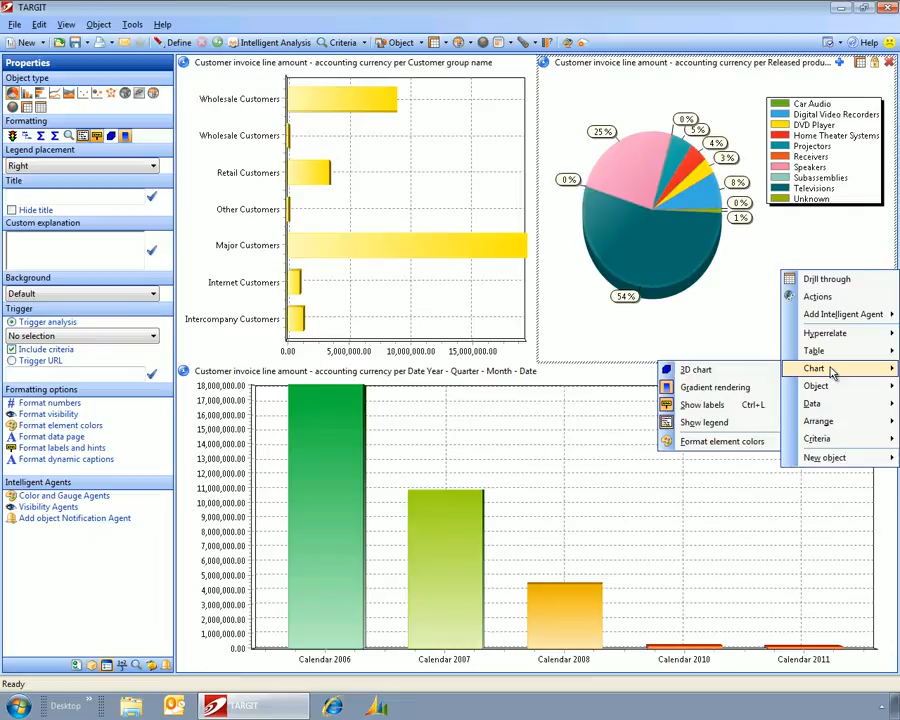 TARGIT
File Edit View Object Tools Help
New Define Intelligent Analysis Criteria Object Help
Properties
Object type
Formatting
Legend placement
Right
Title
Hide title
Custom explanation
Background
Default
Trigger
Trigger analysis
No selection
Include criteria
Trigger URL
Formatting options
Format numbers
Format visibility
Format element colors
Format data page
Format labels and hints
Format dynamic captions
Intelligent Agents
Color and Gauge Agents
Visibility Agents
Add object Notification Agent
Customer invoice line amount - accounting currency per Customer group name
Wholesale Customers
Wholesale Customers
Retail Customers
Other Customers
Major Customers
Internet Customers
Intercompany Customers
0.00 5,000,000.00 10,000,000.00 15,000,000.00
Customer invoice line amount - accounting currency per Released produ...
0%
5%
4%
3%
8%
0%
1%
54%
0%
25%
Car Audio
Digital Video Recorders
DVD Player
Home Theater Systems
Projectors
Receivers
Speakers
Subassemblies
Televisions
Unknown
Drill through
Actions
Add Intelligent Agent
Hyperrelate
Table
Chart
Object
Data
Arrange
Criteria
New object
3D chart
Gradient rendering
Show labels Ctrl+L
Show legend
Format element colors
Customer invoice line amount - accounting currency per Date Year - Quarter - Month - Date
18,000,000.00
17,000,000.00
16,000,000.00
15,000,000.00
14,000,000.00
13,000,000.00
12,000,000.00
11,000,000.00
10,000,000.00
9,000,000.00
8,000,000.00
7,000,000.00
6,000,000.00
5,000,000.00
4,000,000.00
3,000,000.00
2,000,000.00
1,000,000.00
0.00
Calendar 2006 Calendar 2007 Calendar 2008 Calendar 2010 Calendar 2011
Ready
Desktop » TARGIT